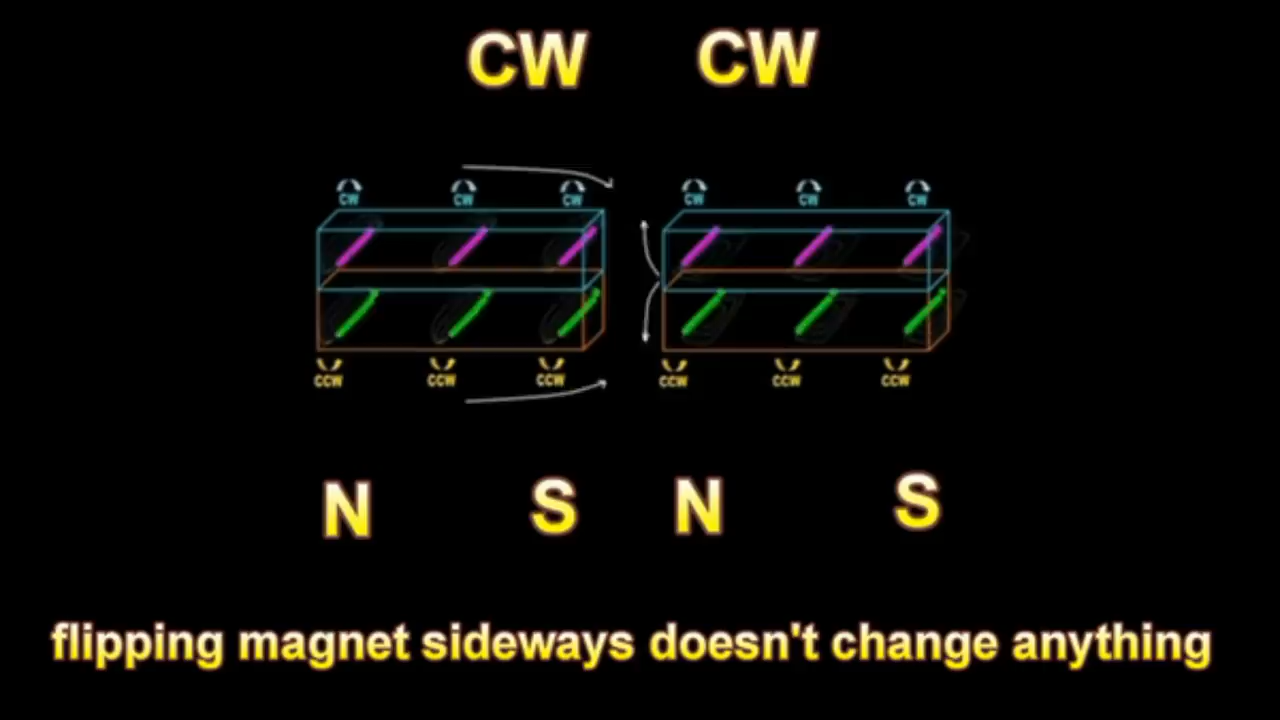 CW CW
CW CW CW CW CW CW
CCW CCW CCW CCW CCW CCW
N S N S
flipping magnet sideways doesn't change anything